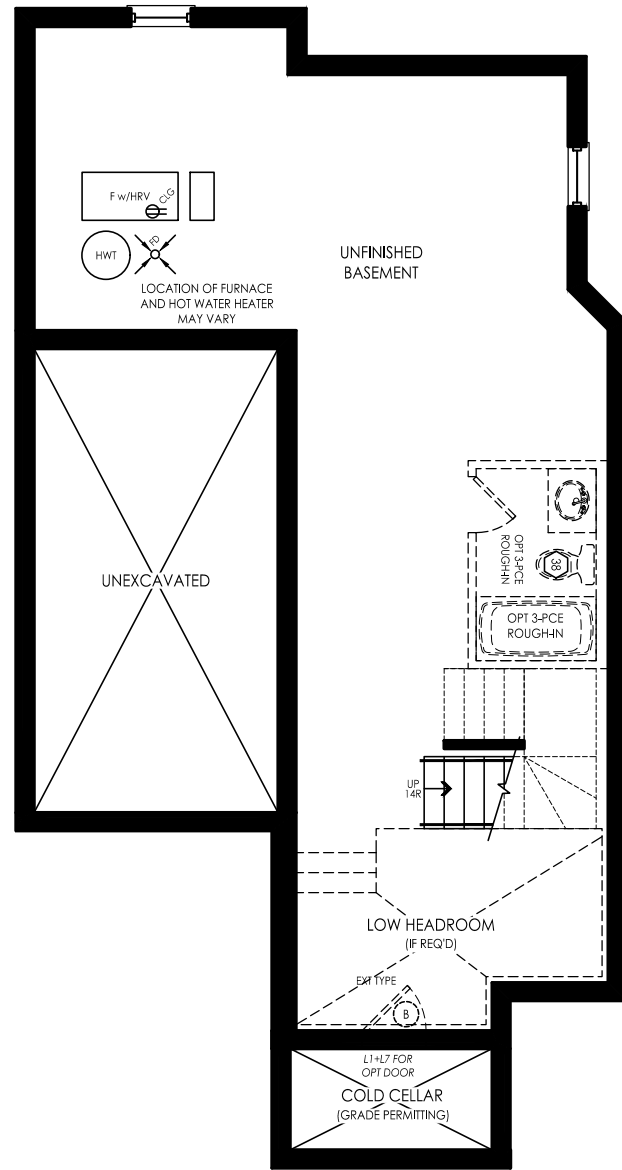 F w/HRV
CLG
HWT
FD
LOCATION OF FURNACE
AND HOT WATER HEATER
MAY VARY
UNFINISHED
BASEMENT
UNEXCAVATED
OPT 3-PCE
ROUGH-IN
38
OPT 3-PCE
ROUGH-IN
UP
14R
LOW HEADROOM
(IF REQ'D)
EXT TYPE
B
L1+L7 FOR
OPT DOOR
COLD CELLAR
(GRADE PERMITTING)